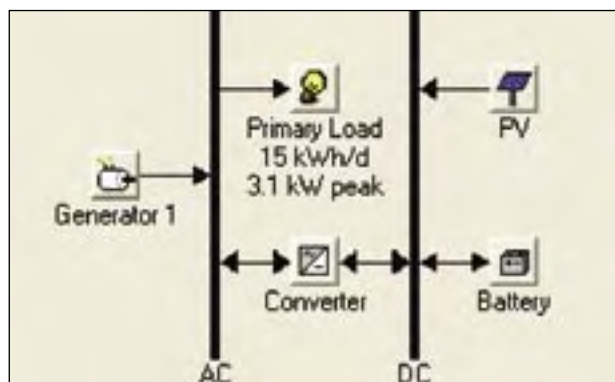 Primary Load
15 kWh/d
3.1 kW peak
PV
Generator 1
Converter
Battery
AC
DC